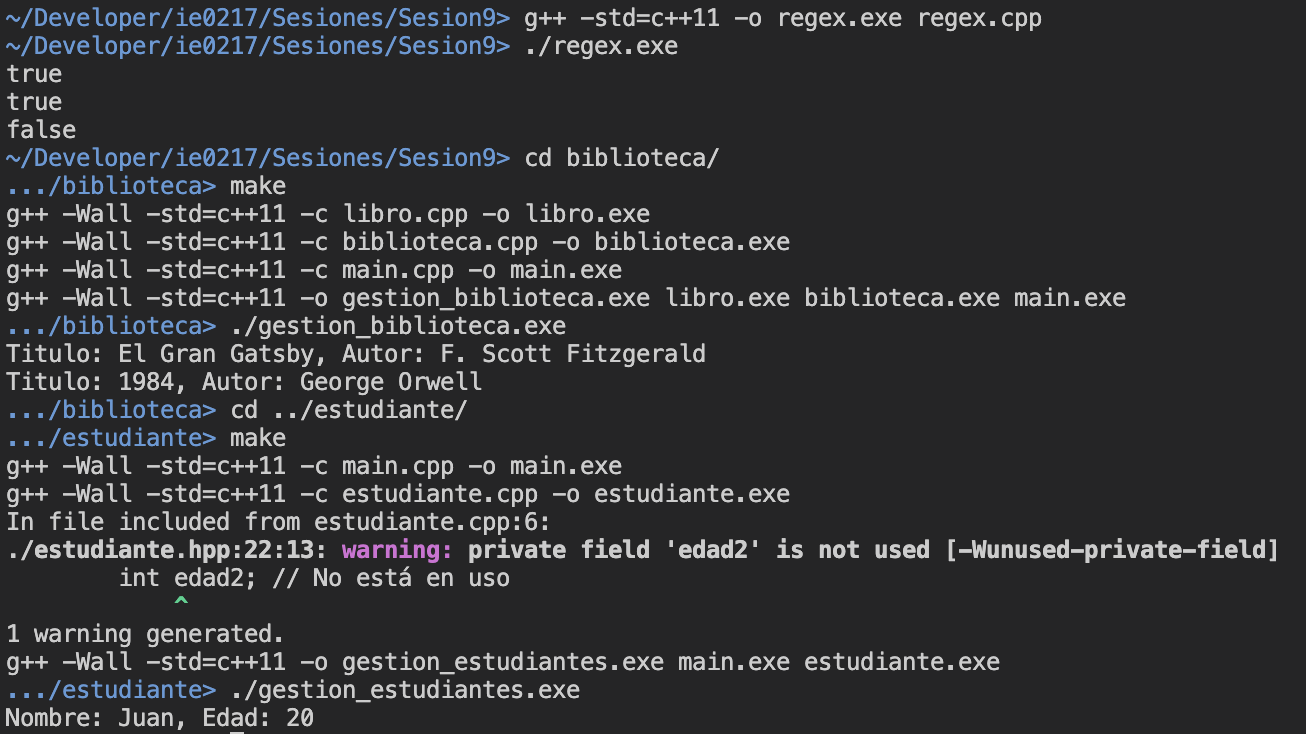 ~/Developer/ie0217/Sesiones/Sesion9> g++ -std=c++11 -o regex.exe regex.cpp
~/Developer/ie0217/Sesiones/Sesion9> ./regex.exe
true
true
false
~/Developer/ie0217/Sesiones/Sesion9> cd biblioteca/
.../biblioteca> make
g++ -Wall -std=c++11 -c libro.cpp -o libro.exe
g++ -Wall -std=c++11 -c biblioteca.cpp -o biblioteca.exe
g++ -Wall -std=c++11 -c main.cpp -o main.exe
g++ -Wall -std=c++11 -o gestion_biblioteca.exe libro.exe biblioteca.exe main.exe
.../biblioteca> ./gestion_biblioteca.exe
Titulo: El Gran Gatsby, Autor: F. Scott Fitzgerald
Titulo: 1984, Autor: George Orwell
.../biblioteca> cd ../estudiante/
.../estudiante> make
g++ -Wall -std=c++11 -c main.cpp -o main.exe
g++ -Wall -std=c++11 -c estudiante.cpp -o estudiante.exe
In file included from estudiante.cpp:6:
./estudiante.hpp:22:13: warning: private field 'edad2' is not used [-Wunused-private-field]
        int edad2; // No está en uso
            ^
1 warning generated.
g++ -Wall -std=c++11 -o gestion_estudiantes.exe main.exe estudiante.exe
.../estudiante> ./gestion_estudiantes.exe
Nombre: Juan, Edad: 20